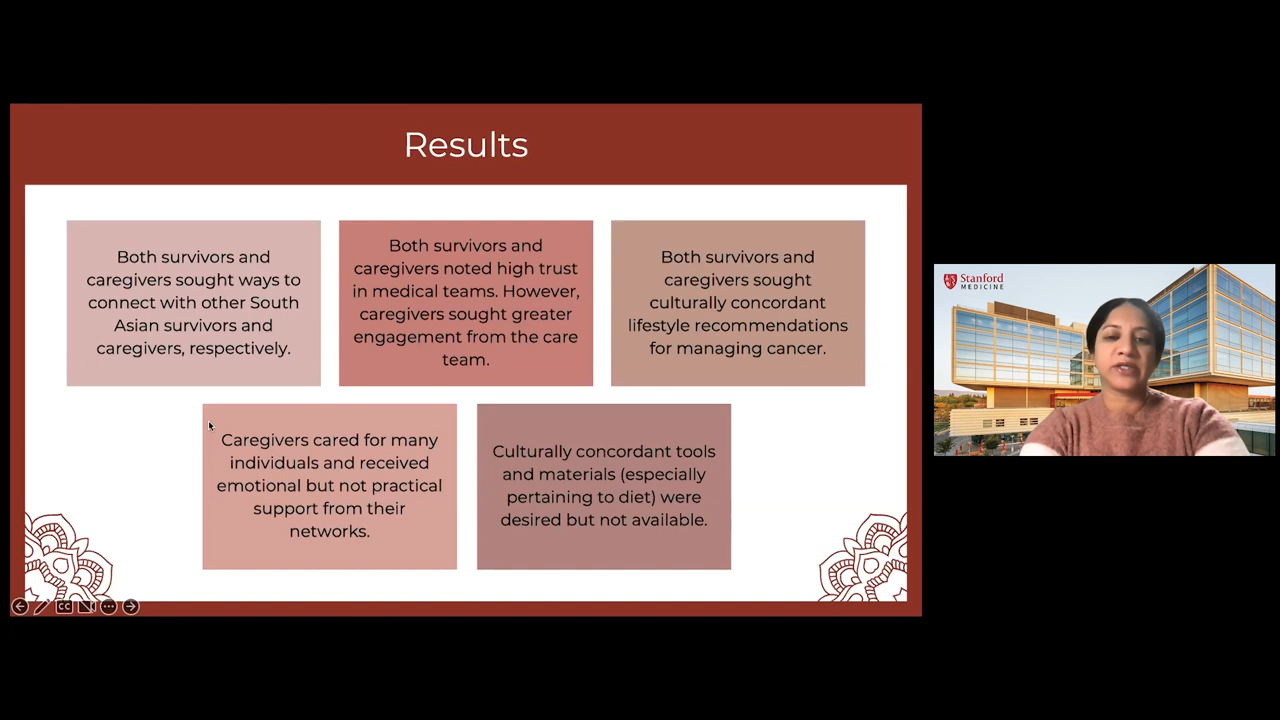 Results
Both survivors and
caregivers sought ways to
connect with other South
Asian survivors and
caregivers, respectively.
Both survivors and
caregivers noted high trust
in medical teams. However,
caregivers sought greater
engagement from the care
team.
Both survivors and
caregivers sought
culturally concordant
lifestyle recommendations
for managing cancer.
Caregivers cared for many
individuals and received
emotional but not practical
support from their
networks.
Culturally concordant tools
and materials (especially
pertaining to diet) were
desired but not available.
CC
Stanford
MEDICINE